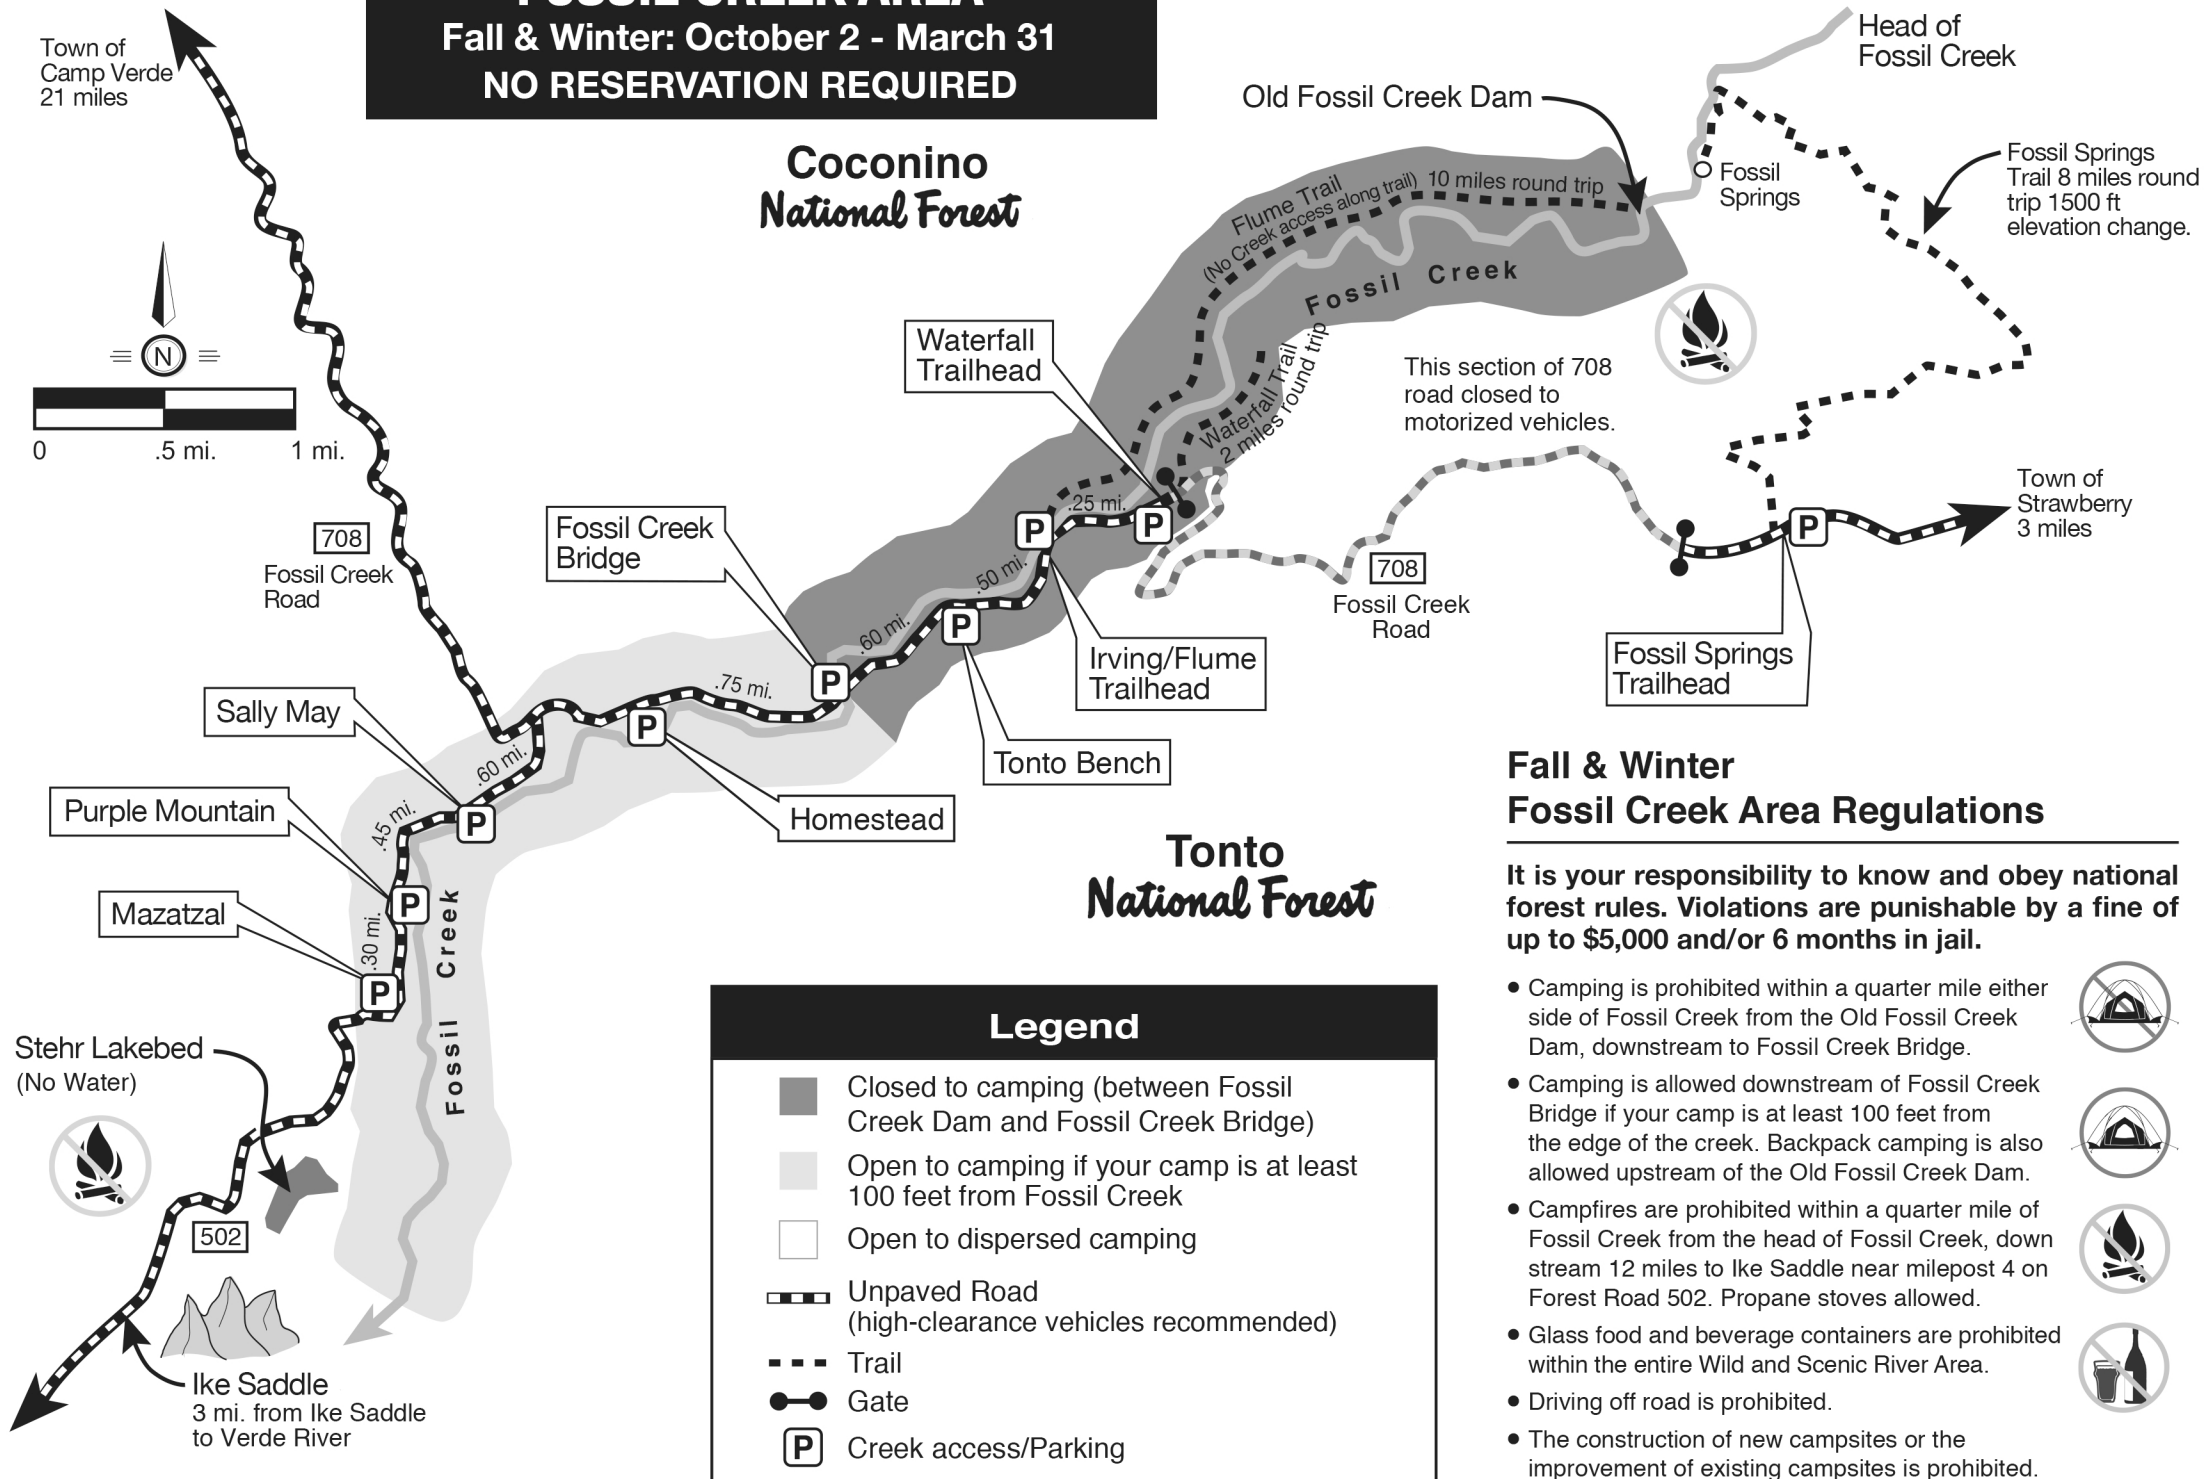 FOSSIL CREEK AREA
Fall & Winter: October 2 - March 31
NO RESERVATION REQUIRED
Town of
Camp Verde
21 miles
Coconino
National Forest
Old Fossil Creek Dam
Head of
Fossil Creek
Fossil Springs
Trail 8 miles round
trip 1500 ft
elevation change.
Fossil
Springs
Flume Trail
(No Creek access along trail)
10 miles round trip
Fossil Creek
Waterfall Trail
2 miles round trip
Waterfall
Trailhead
N
0 .5 mi. 1 mi.
This section of 708
road closed to
motorized vehicles.
Town of
Strawberry
3 miles
P
708
Fossil Creek
Road
Fossil Creek
Bridge
.25 mi.
P
P
.50 mi.
708
Fossil Creek
Road
.60 mi.
P
Irving/Flume
Trailhead
Fossil Springs
Trailhead
P
.75 mi.
P
Sally May
Tonto Bench
.60 mi.
Purple Mountain
P
Homestead
.45 mi.
Mazatzal
P
.30 mi.
P
Fossil Creek
Tonto
National Forest
Stehr Lakebed
(No Water)
502
Ike Saddle
3 mi. from Ike Saddle
to Verde River
Legend
Closed to camping (between Fossil
Creek Dam and Fossil Creek Bridge)
Open to camping if your camp is at least
100 feet from Fossil Creek
Open to dispersed camping
Unpaved Road
(high-clearance vehicles recommended)
Trail
Gate
P Creek access/Parking
Fall & Winter
Fossil Creek Area Regulations
It is your responsibility to know and obey national
forest rules. Violations are punishable by a fine of
up to $5,000 and/or 6 months in jail.
• Camping is prohibited within a quarter mile either
side of Fossil Creek from the Old Fossil Creek
Dam, downstream to Fossil Creek Bridge.
• Camping is allowed downstream of Fossil Creek
Bridge if your camp is at least 100 feet from
the edge of the creek. Backpack camping is also
allowed upstream of the Old Fossil Creek Dam.
• Campfires are prohibited within a quarter mile of
Fossil Creek from the head of Fossil Creek, down
stream 12 miles to Ike Saddle near milepost 4 on
Forest Road 502. Propane stoves allowed.
• Glass food and beverage containers are prohibited
within the entire Wild and Scenic River Area.
• Driving off road is prohibited.
• The construction of new campsites or the
improvement of existing campsites is prohibited.